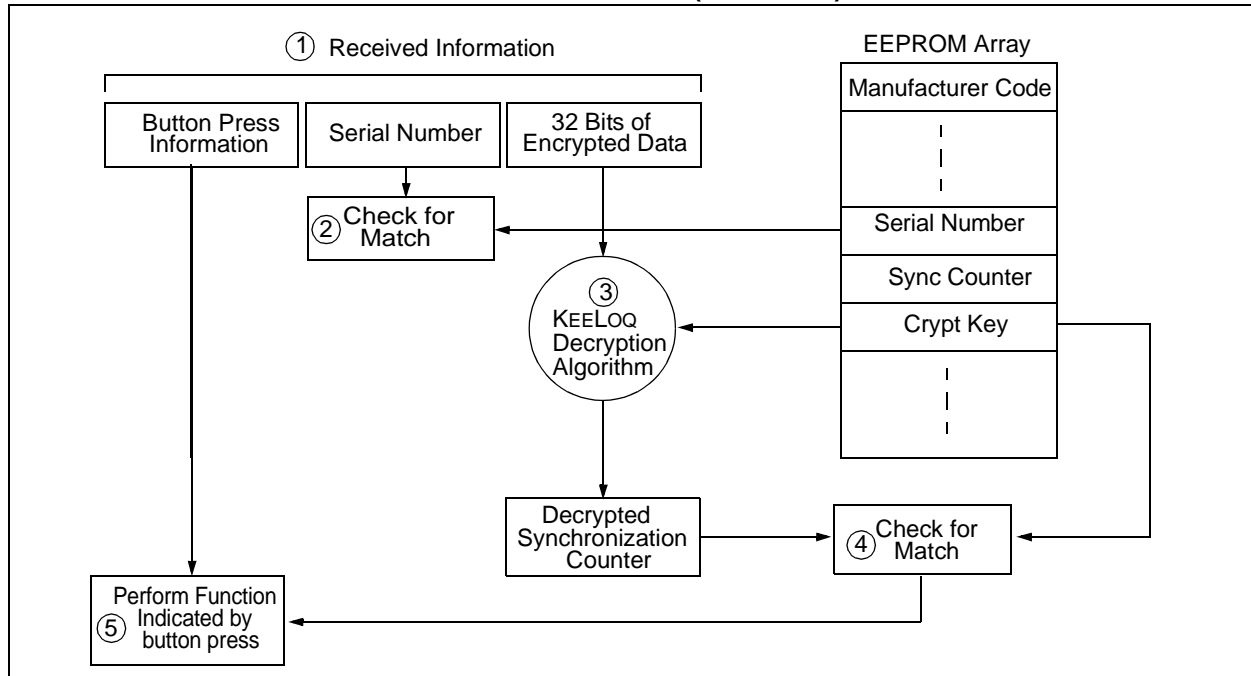 ① Received Information
EEPROM Array
Button Press
Information
Serial Number
32 Bits of
Encrypted Data
Manufacturer Code
Serial Number
Sync Counter
Crypt Key
② Check for
Match
③
KEELOQ
Decryption
Algorithm
Decrypted
Synchronization
Counter
④ Check for
Match
Perform Function
⑤ Indicated by
button press